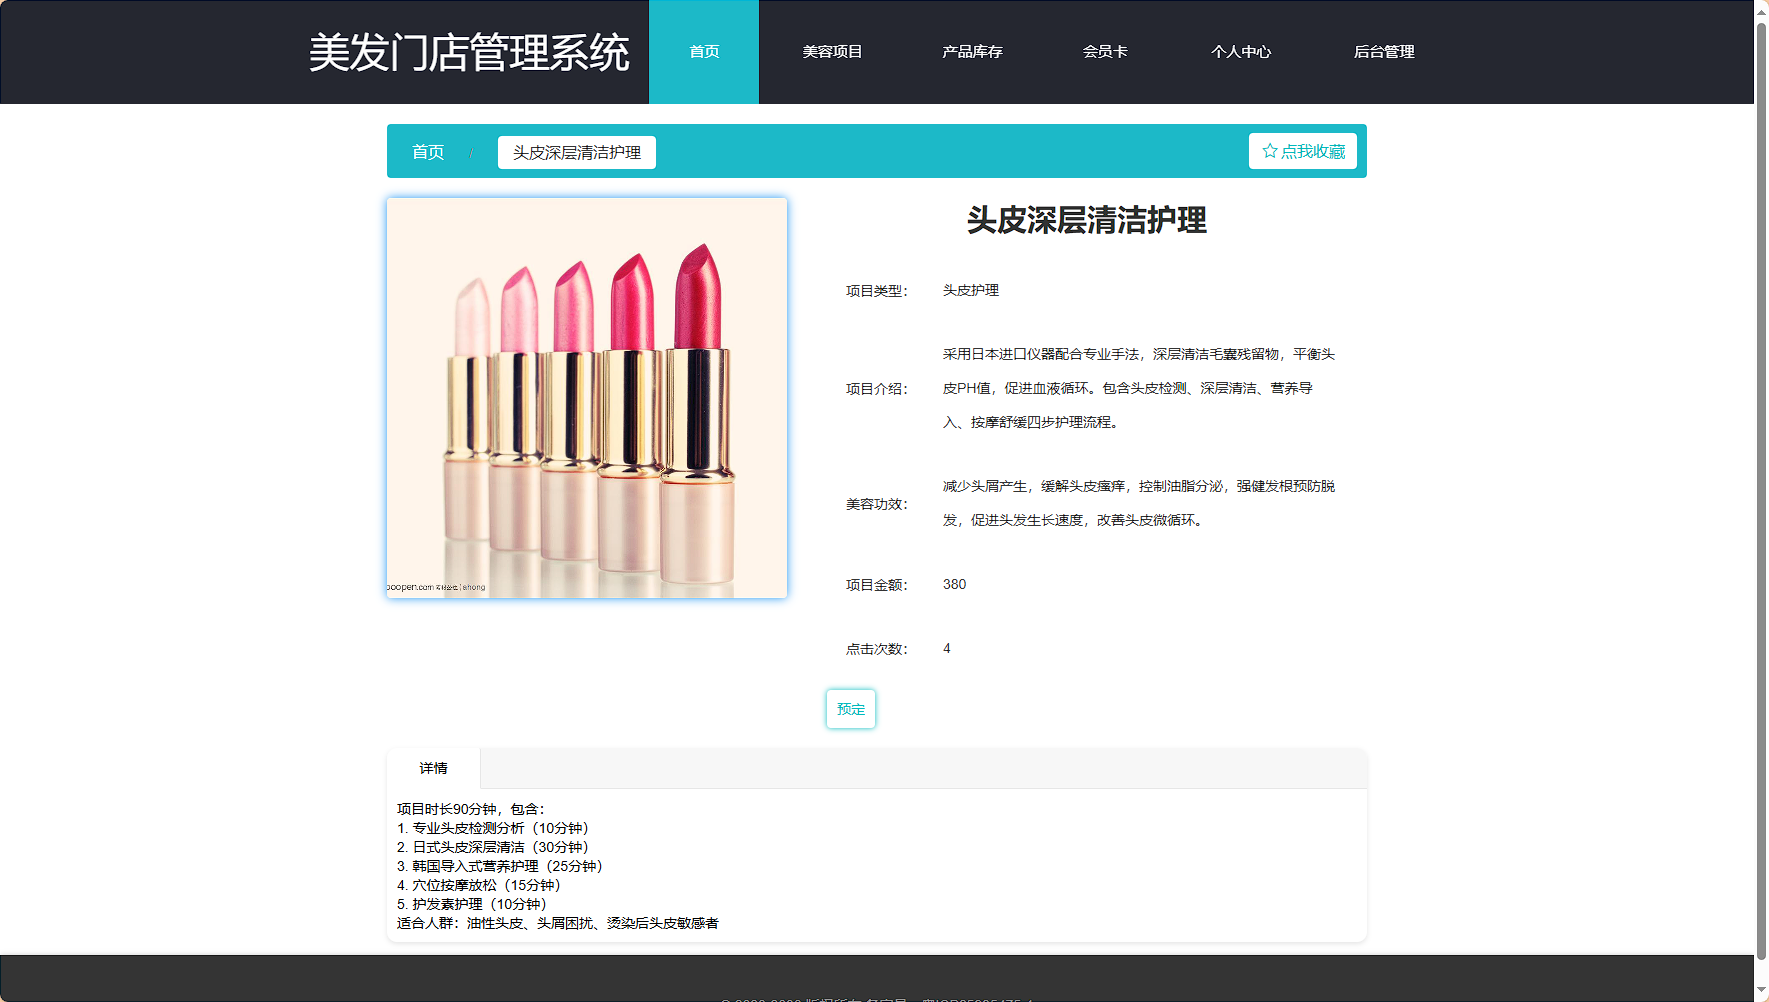 美发门店管理系统
首页
美容项目
产品库存
会员卡
个人中心
后台管理
首页 / 头皮深层清洁护理
☆ 点我收藏
头皮深层清洁护理
项目类型： 头皮护理
项目介绍： 采用日本进口仪器配合专业手法，深层清洁毛囊残留物，平衡头
皮PH值，促进血液循环。包含头皮检测、深层清洁、营养导
入、按摩舒缓四步护理流程。
美容功效： 减少头屑产生，缓解头皮瘙痒，控制油脂分泌，强健发根预防脱
发，促进头发生长速度，改善头皮微循环。
项目金额： 380
点击次数： 4
预定
详情
项目时长90分钟，包含：
1. 专业头皮检测分析（10分钟）
2. 日式头皮深层清洁（30分钟）
3. 韩国导入式营养护理（25分钟）
4. 穴位按摩放松（15分钟）
5. 护发素护理（10分钟）
适合人群：油性头皮、头屑困扰、烫染后头皮敏感者